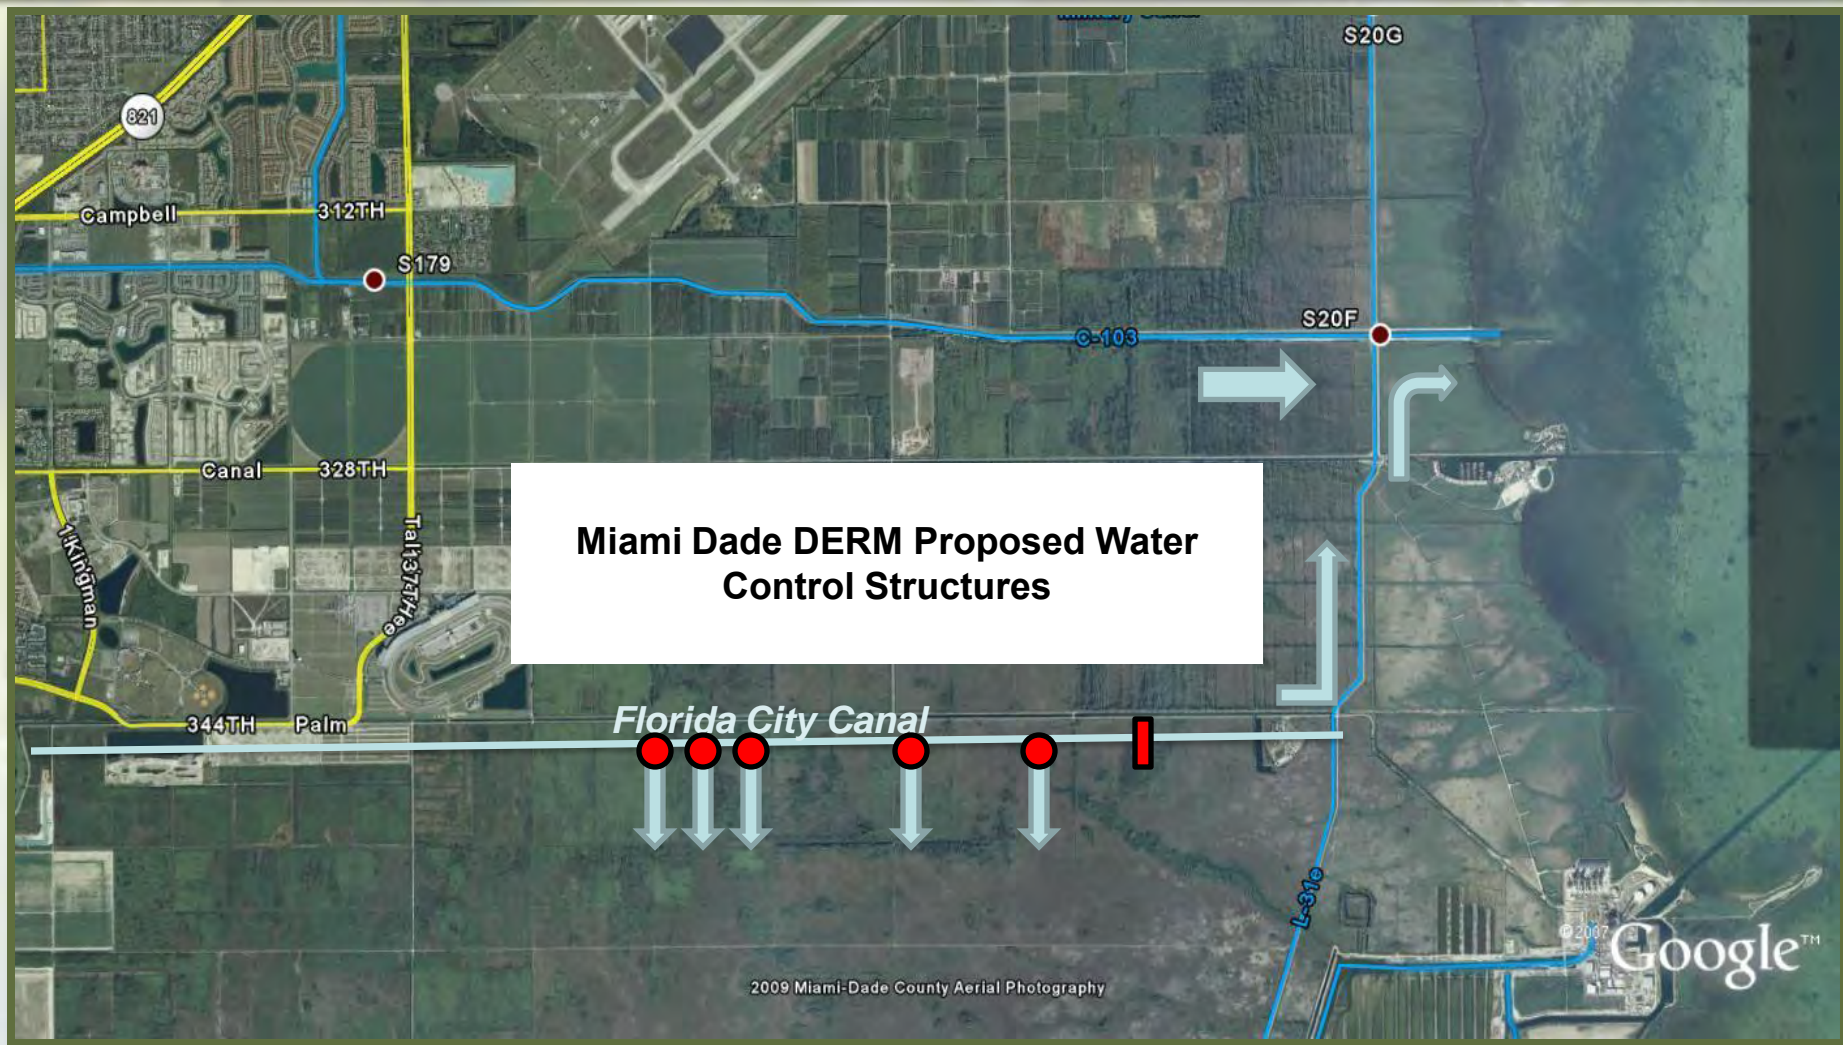 S20G
821
Campbell
312TH
S179
S20F
C-103
Canal
328TH
Miami Dade DERM Proposed Water
Control Structures
Kingman
344TH
Palm
Florida City Canal
L-31e
© 2007
Google™
2009 Miami-Dade County Aerial Photography